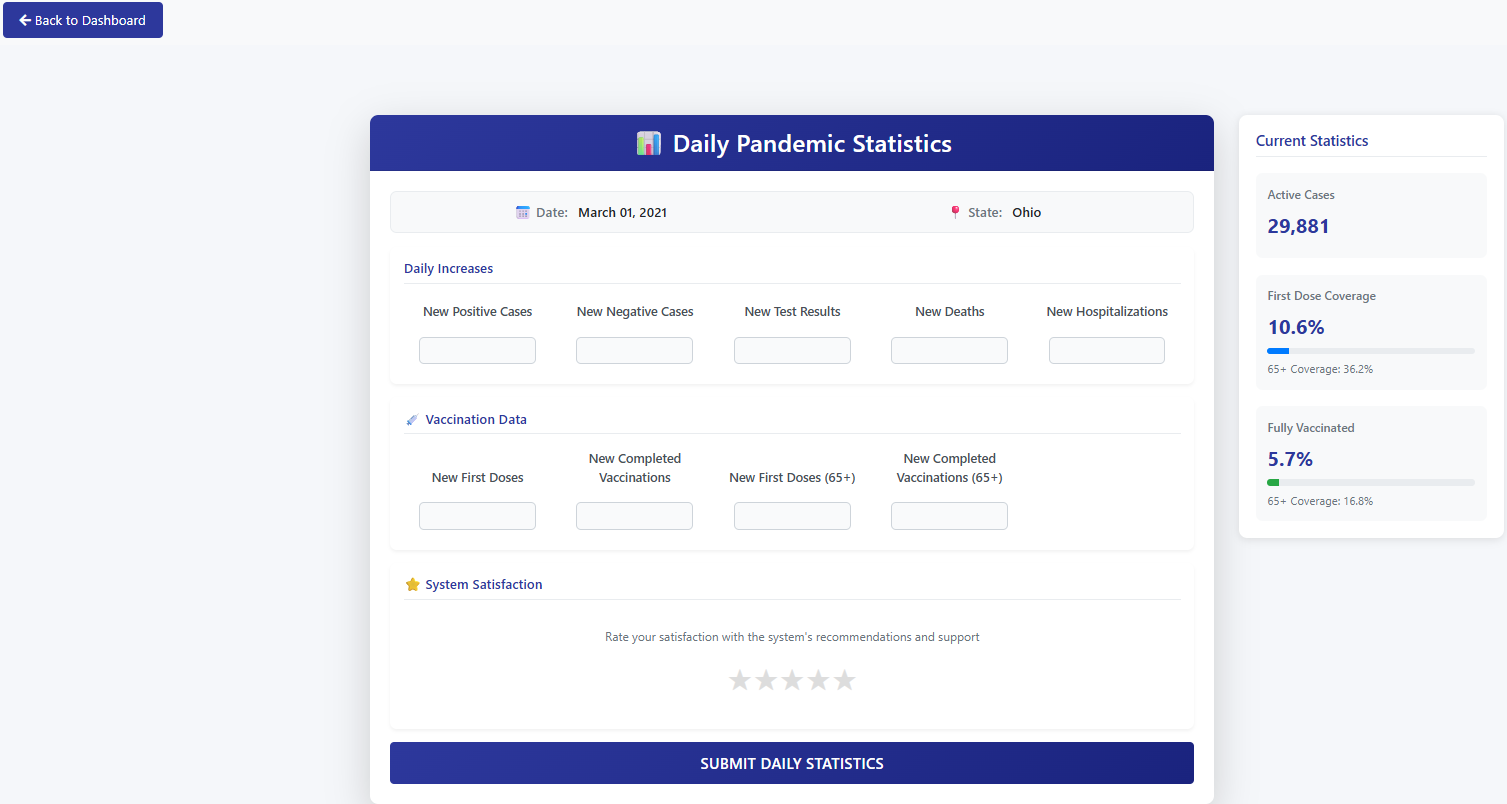 Back to Dashboard
Daily Pandemic Statistics
Date: March 01, 2021
State: Ohio
Daily Increases
New Positive Cases
New Negative Cases
New Test Results
New Deaths
New Hospitalizations
Vaccination Data
New First Doses
New Completed
Vaccinations
New First Doses (65+)
New Completed
Vaccinations (65+)
System Satisfaction
Rate your satisfaction with the system's recommendations and support
SUBMIT DAILY STATISTICS
Current Statistics
Active Cases
29,881
First Dose Coverage
10.6%
65+ Coverage: 36.2%
Fully Vaccinated
5.7%
65+ Coverage: 16.8%